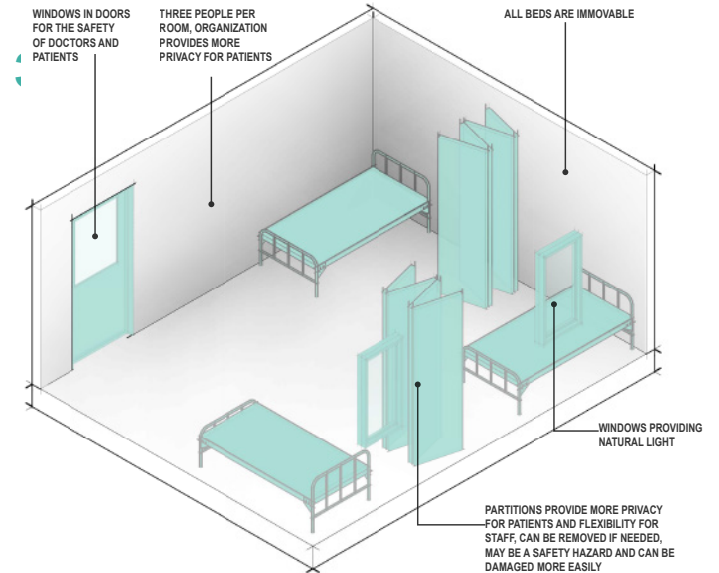 WINDOWS IN DOORS
FOR THE SAFETY
OF DOCTORS AND
PATIENTS
THREE PEOPLE PER
ROOM, ORGANIZATION
PROVIDES MORE
PRIVACY FOR PATIENTS
ALL BEDS ARE IMMOVABLE
WINDOWS PROVIDING
NATURAL LIGHT
PARTITIONS PROVIDE MORE PRIVACY
FOR PATIENTS AND FLEXIBILITY FOR
STAFF, CAN BE REMOVED IF NEEDED,
MAY BE A SAFETY HAZARD AND CAN BE
DAMAGED MORE EASILY